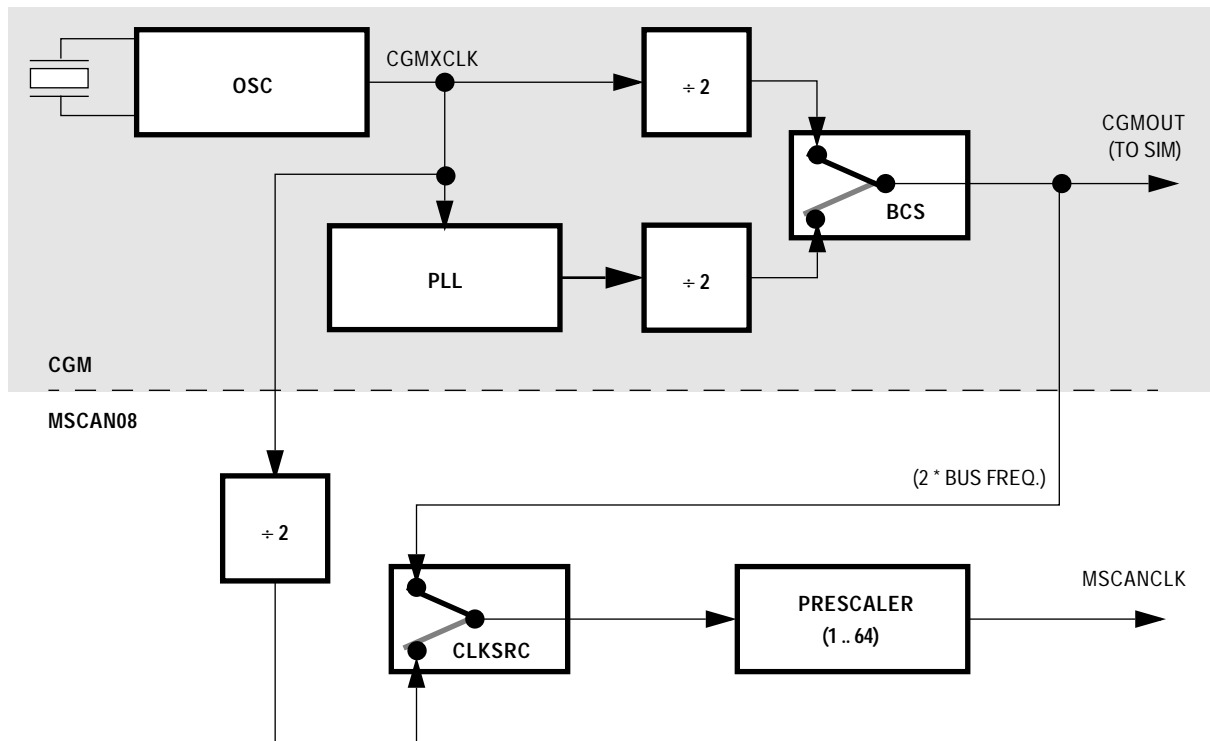 CGMXCLK
OSC
÷ 2
CGMOUT
(TO SIM)
BCS
PLL
÷ 2
CGM
MSCAN08
(2 * BUS FREQ.)
÷ 2
MSCANCLK
PRESCALER
(1 .. 64)
CLKSRC